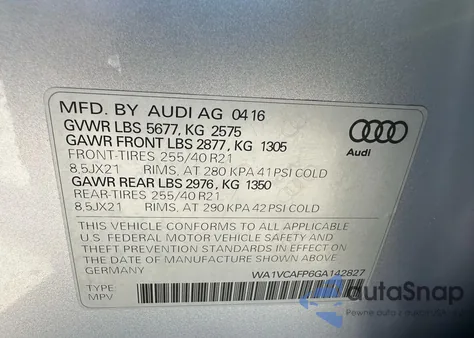 MFD. BY AUDI AG 04 16
GVWR LBS 5677, KG 2575
GAWR FRONT LBS 2877, KG 1305
FRONT-TIRES 255/40 R21
8,5JX21 RIMS, AT 280 KPA 41 PSI COLD
GAWR REAR LBS 2976, KG 1350
REAR-TIRES 255/40 R21
8,5JX21 RIMS, AT 290 KPA 42 PSI COLD
Audi
THIS VEHICLE CONFORMS TO ALL APPLICABLE
U.S. FEDERAL MOTOR VEHICLE SAFETY AND
THEFT PREVENTION STANDARDS IN EFFECT ON
THE DATE OF MANUFACTURE SHOWN ABOVE
GERMANY
WA1VCAFP6GA142827
TYPE:
MPV
autoSnap
Pewne auto z